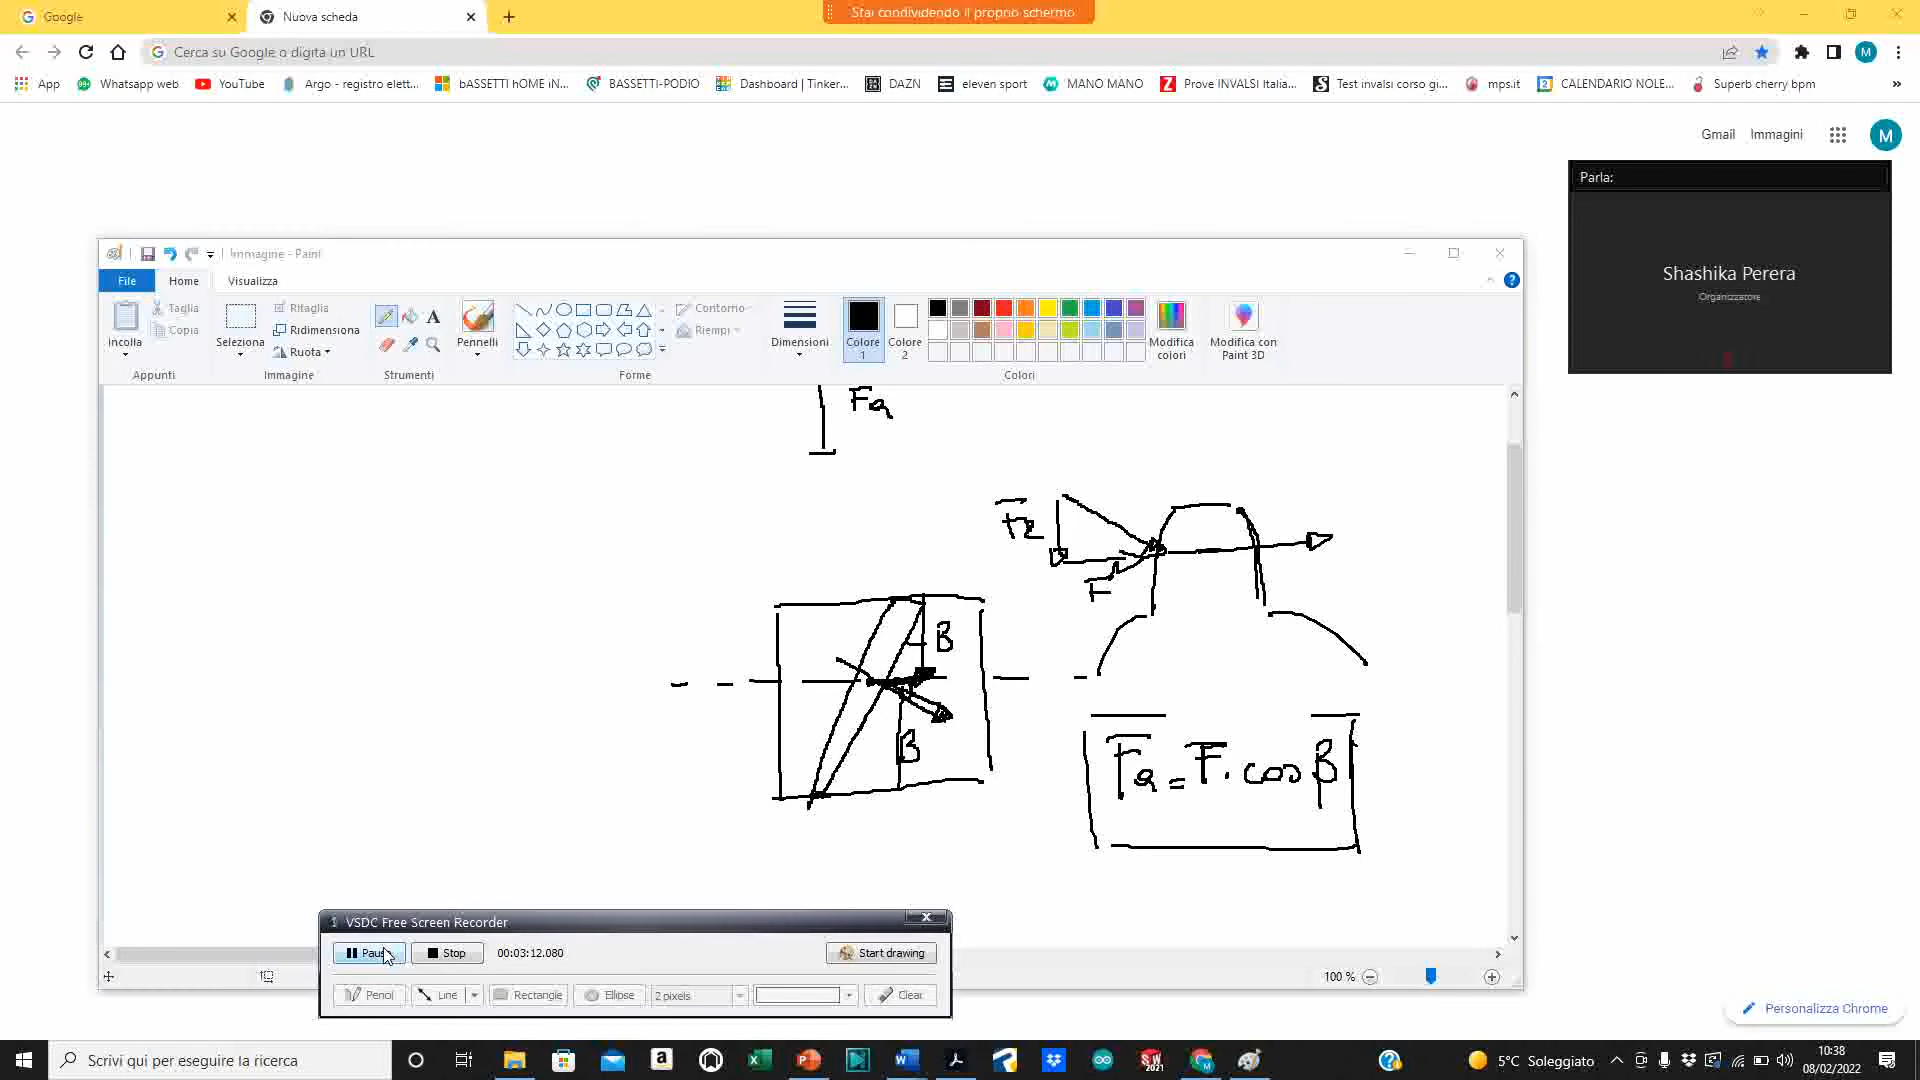 Google
Nuova scheda
Stai condividendo il proprio schermo
Cerca su Google o digita un URL
App
Whatsapp web
YouTube
Argo - registro elett...
bASSETTI hOME iN...
BASSETTI-PODIO
Dashboard | Tinker...
DAZN
eleven sport
MANO MANO
Prove INVALSI Italia...
Test invalsi corso gi...
mps.it
CALENDARIO NOLE...
Superb cherry bpm
»
Gmail
Immagini
M
Parla:
Shashika Perera
Organizzatore
Immagine - Paint
File
Home
Visualizza
Incolla
Taglia
Copia
Appunti
Seleziona
Ritaglia
Ridimensiona
Ruota
Immagine
Strumenti
Pennelli
Forme
Contorno
Riempi
Dimensioni
Colore 1
Colore 2
Colori
Modifica colori
Modifica con Paint 3D
Fa
Fr
F
B
B
Fa = F . cos β
VSDC Free Screen Recorder
Pause
Stop
00:03:12.080
Start drawing
Pencil
Line
Rectangle
Ellipse
2 pixels
Clear
100 %
Personalizza Chrome
Scrivi qui per eseguire la ricerca
5°C Soleggiato
10:38
08/02/2022